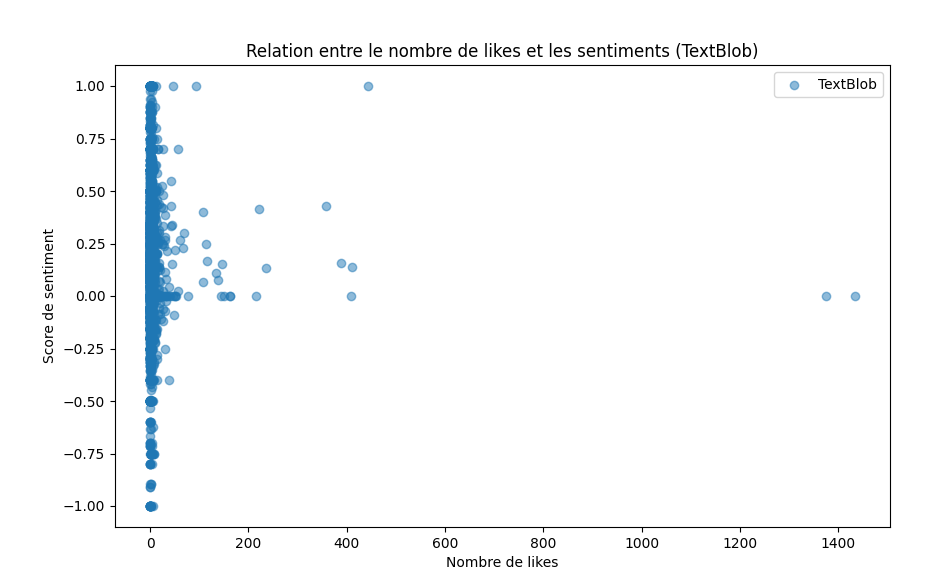 Relation entre le nombre de likes et les sentiments (TextBlob)
TextBlob
1.00
0.75
0.50
0.25
0.00
−0.25
−0.50
−0.75
−1.00
Score de sentiment
0 200 400 600 800 1000 1200 1400
Nombre de likes